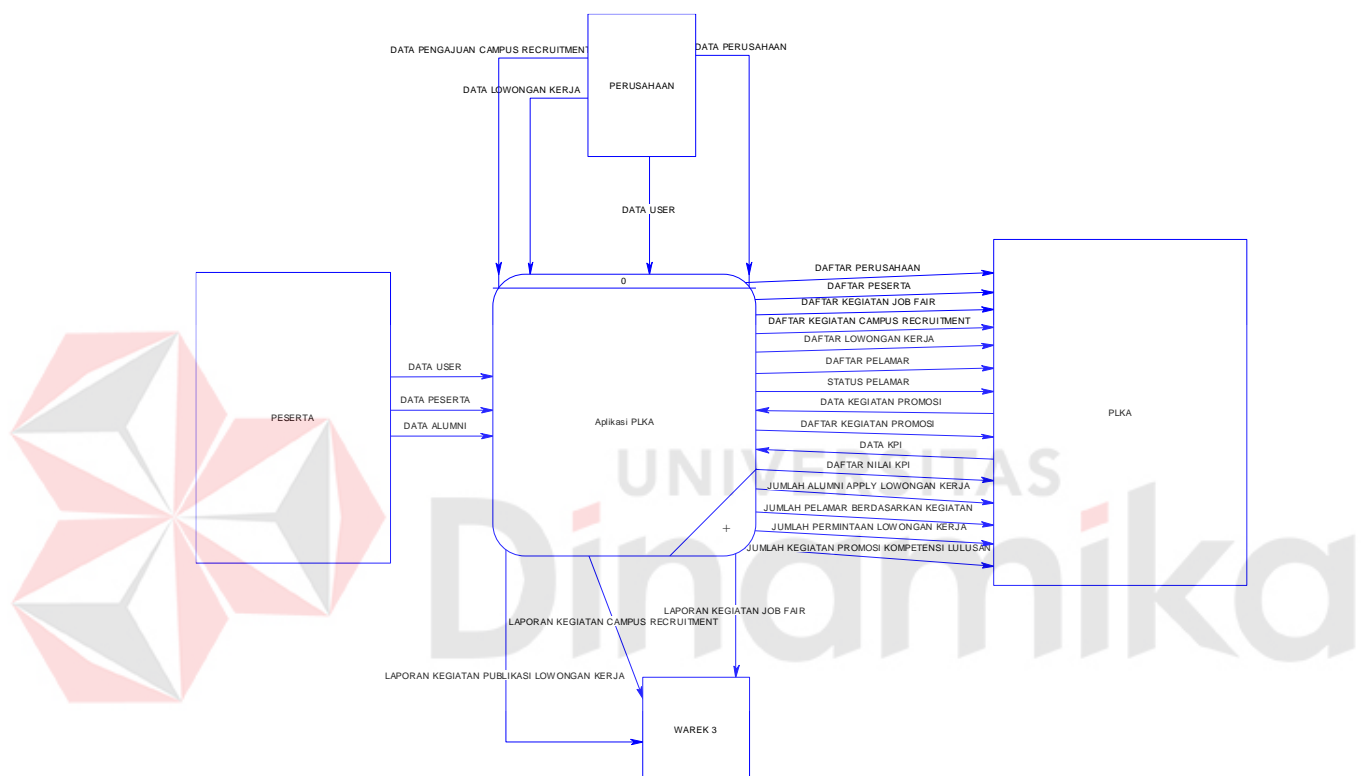 DATA PENGAJUAN CAMPUS RECRUITMENT
DATA PERUSAHAAN
PERUSAHAAN
DATA LOWONGAN KERJA
DATA USER
0
DAFTAR PERUSAHAAN
DAFTAR PESERTA
DAFTAR KEGIATAN JOB FAIR
DAFTAR KEGIATAN CAMPUS RECRUITMENT
DAFTAR LOWONGAN KERJA
DAFTAR PELAMAR
STATUS PELAMAR
DATA KEGIATAN PROMOSI
DAFTAR KEGIATAN PROMOSI
DATA KPI
DAFTAR NILAI KPI
JUMLAH ALUMNI APPLY LOWONGAN KERJA
JUMLAH PELAMAR BERDASARKAN KEGIATAN
JUMLAH PERMINTAAN LOWONGAN KERJA
JUMLAH KEGIATAN PROMOSI KOMPETENSI LULUSAN
DATA USER
DATA PESERTA
DATA ALUMNI
PESERTA
Aplikasi PLKA
+
PLKA
UNIVERSITAS
Dinamika
LAPORAN KEGIATAN JOB FAIR
LAPORAN KEGIATAN CAMPUS RECRUITMENT
LAPORAN KEGIATAN PUBLIKASI LOWONGAN KERJA
WAREK 3